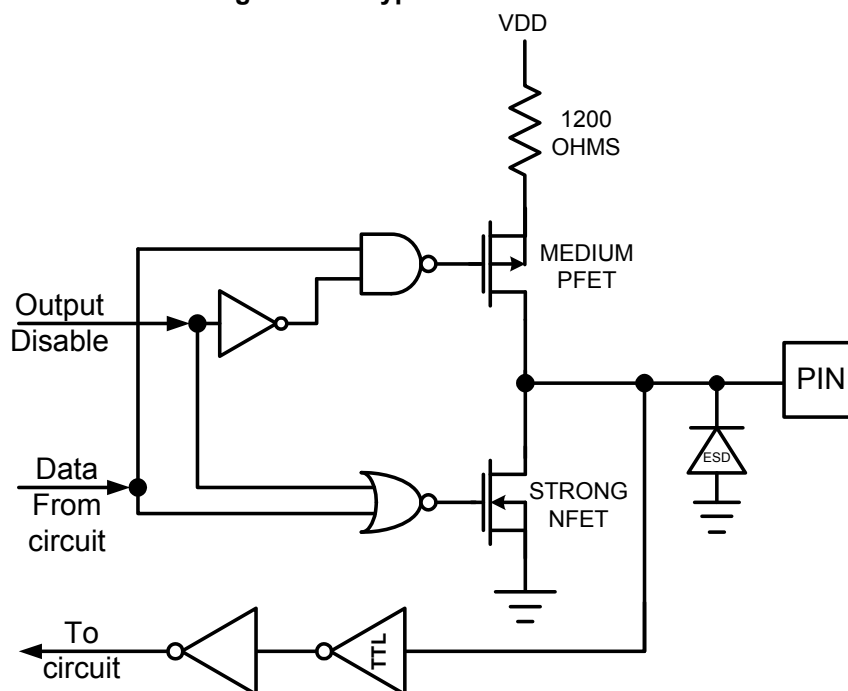 VDD
1200
OHMS
MEDIUM
PFET
Output
Disable
PIN
ESD
Data
From
circuit
STRONG
NFET
To
circuit
TTL